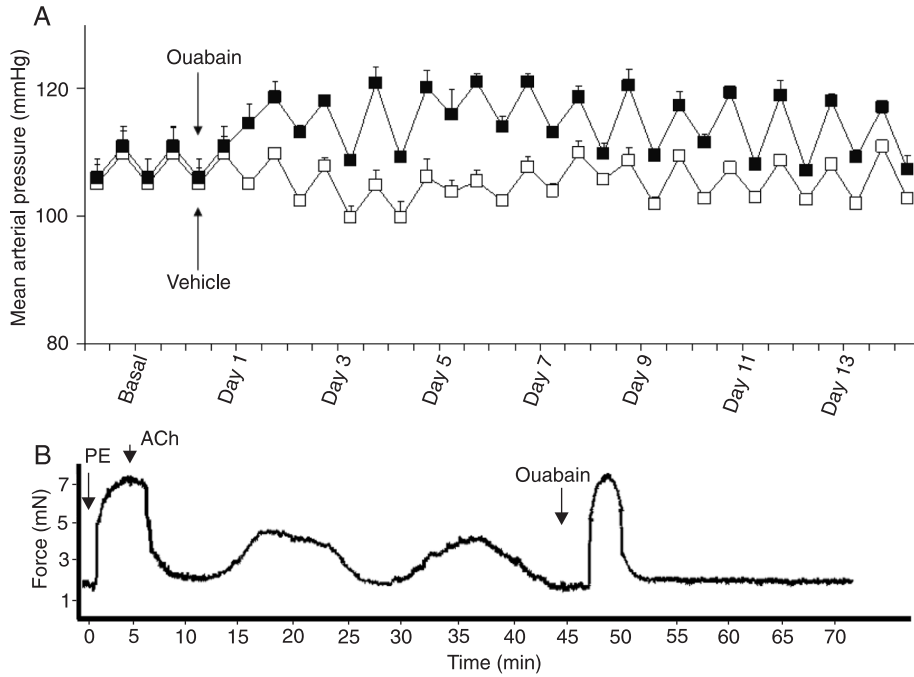 A
Mean arterial pressure (mmHg)
120
100
80
Ouabain
Vehicle
Basal
Day 1
Day 3
Day 5
Day 7
Day 9
Day 11
Day 13
B
PE
ACh
Ouabain
Force (mN)
7
5
3
1
0 5 10 15 20 25 30 35 40 45 50 55 60 65 70
Time (min)